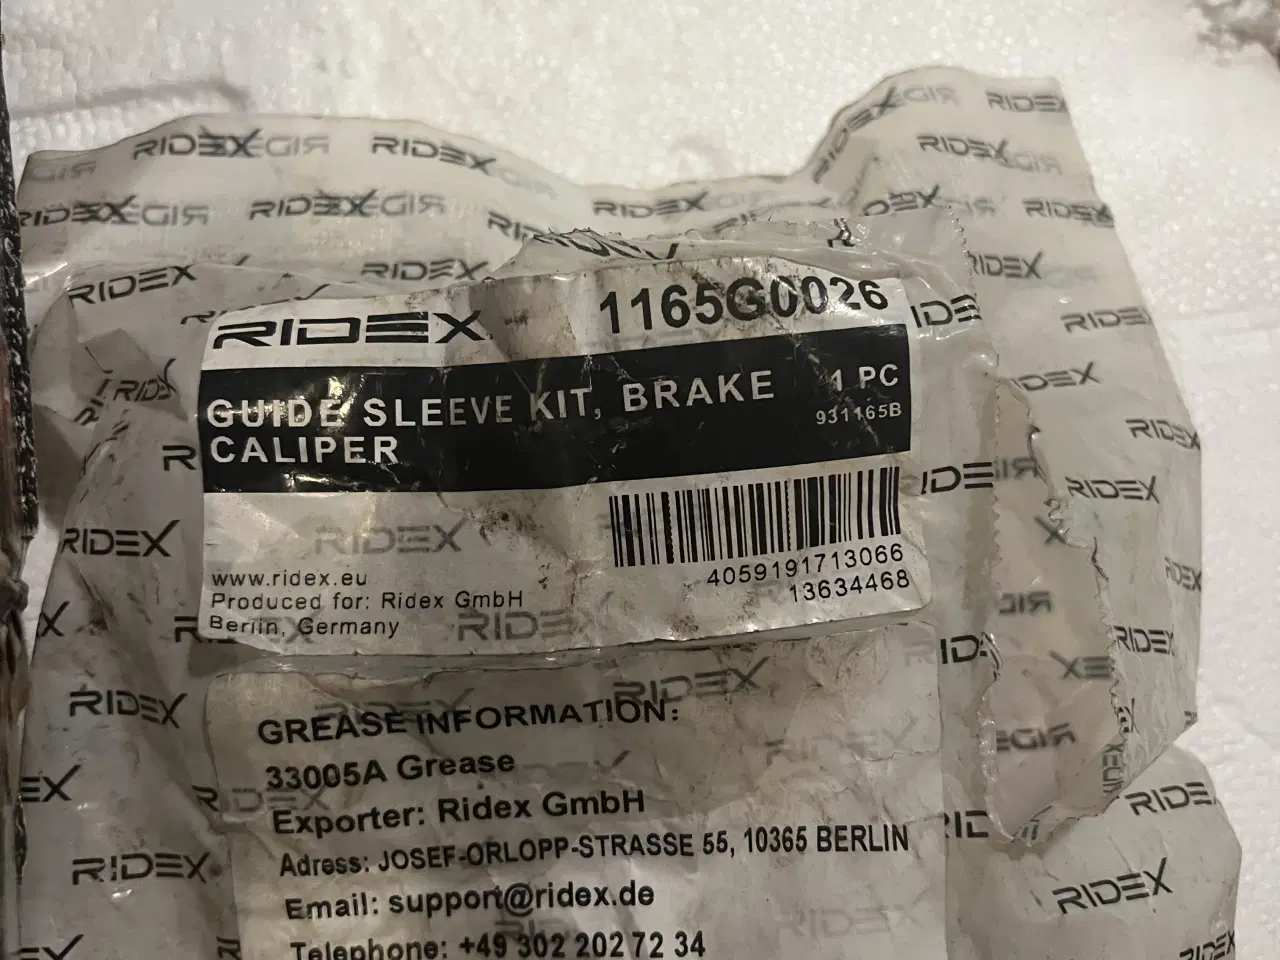 RIDEX
1165G0026
GUIDE SLEEVE KIT, BRAKE
CALIPER
1 PC
931165B
4059191713066
13634468
www.ridex.eu
Produced for: Ridex GmbH
Berlin, Germany
GREASE INFORMATION:
33005A Grease
Exporter: Ridex GmbH
Adress: JOSEF-ORLOPP-STRASSE 55, 10365 BERLIN
Email: support@ridex.de
Telephone: +49 302 202 72 34